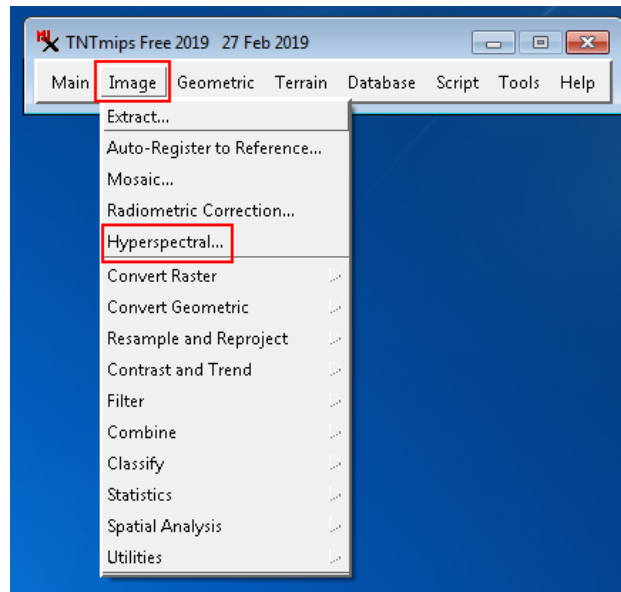 TNTmips Free 2019 27 Feb 2019
Main Image Geometric Terrain Database Script Tools Help
Extract...
Auto-Register to Reference...
Mosaic...
Radiometric Correction...
Hyperspectral...
Convert Raster
Convert Geometric
Resample and Reproject
Contrast and Trend
Filter
Combine
Classify
Statistics
Spatial Analysis
Utilities